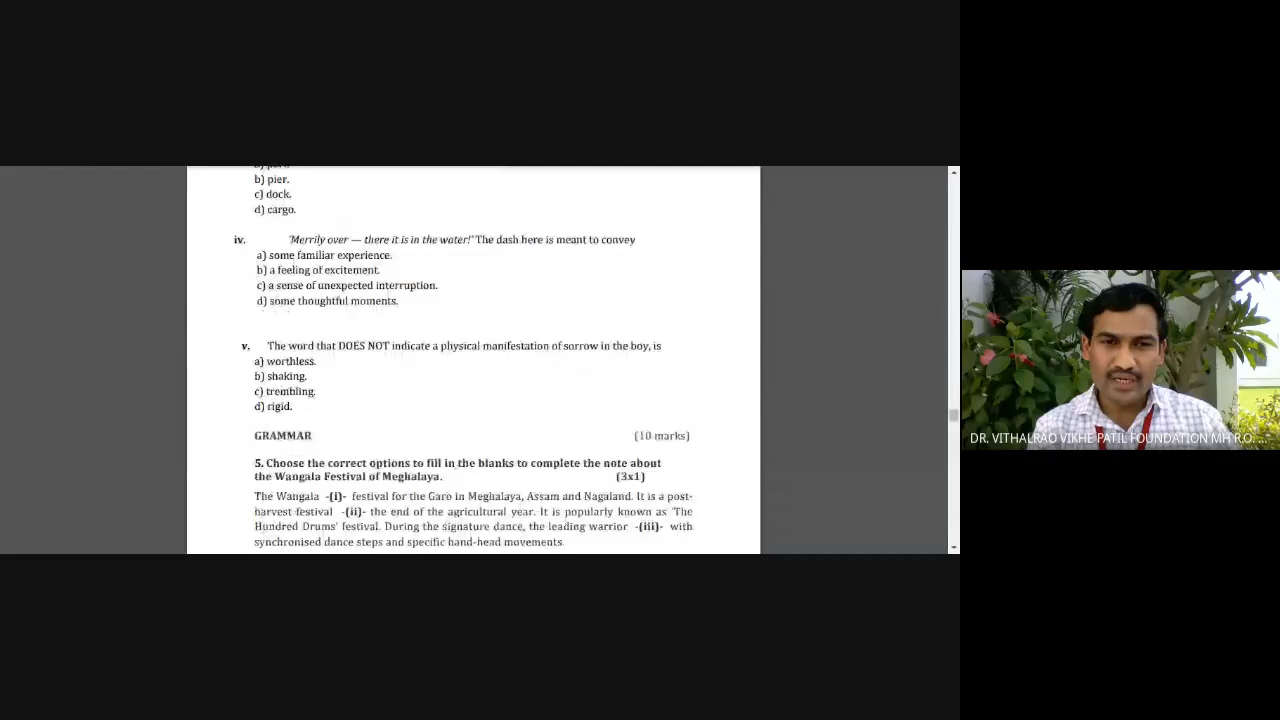 b) pier.
c) dock.
d) cargo.
iv. 'Merrily over — there it is in the water!' The dash here is meant to convey
a) some familiar experience.
b) a feeling of excitement.
c) a sense of unexpected interruption.
d) some thoughtful moments.
v. The word that DOES NOT indicate a physical manifestation of sorrow in the boy, is
a) worthless.
b) shaking.
c) trembling.
d) rigid.
GRAMMAR (10 marks)
5. Choose the correct options to fill in the blanks to complete the note about
the Wangala Festival of Meghalaya. (3x1)
The Wangala -(i)- festival for the Garo in Meghalaya, Assam and Nagaland. It is a post-
harvest festival -(ii)- the end of the agricultural year. It is popularly known as 'The
Hundred Drums' festival. During the signature dance, the leading warrior -(iii)- with
synchronised dance steps and specific hand-head movements.
DR. VITHALRAO VIKHE PATIL FOUNDATION MH R.O. ...